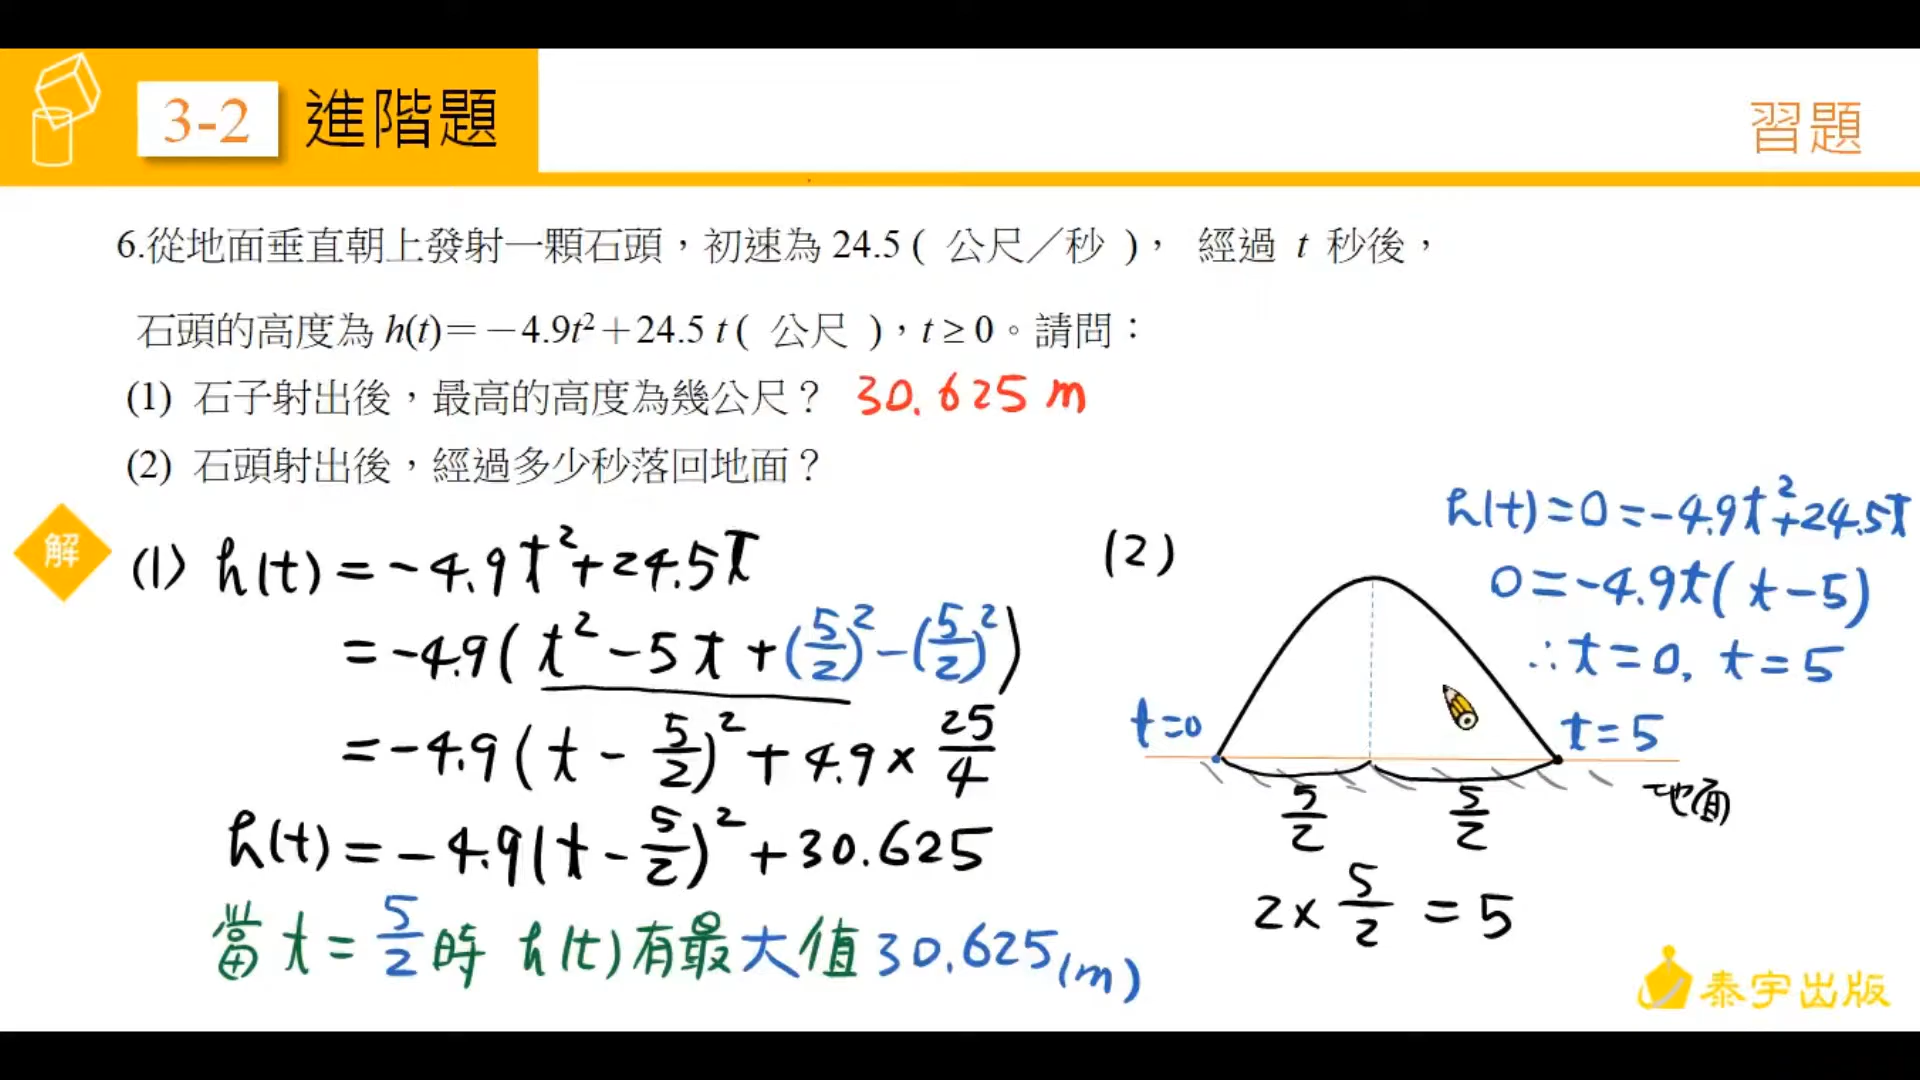 3-2 進階題
習題
6.從地面垂直朝上發射一顆石頭，初速為 24.5 ( 公尺／秒 )， 經過 t 秒後，
石頭的高度為 h(t)＝－4.9t²＋24.5 t ( 公尺 )，t ≥ 0。請問：
(1) 石子射出後，最高的高度為幾公尺？ 30.625 m
(2) 石頭射出後，經過多少秒落回地面？
解
(1) h(t) = -4.9t²+24.5t
= -4.9( t² - 5t + (5/2)² - (5/2)² )
= -4.9 ( t - 5/2 )² + 4.9 × 25/4
h(t) = -4.9(t - 5/2)² + 30.625
當 t = 5/2 時 h(t) 有最大值 30.625 (m)
(2)
h(t) = 0 = -4.9t²+24.5t
0 = -4.9t( t - 5)
∴ t = 0, t = 5
t=0
t = 5
地面
5/2
5/2
2 × 5/2 = 5
泰宇出版